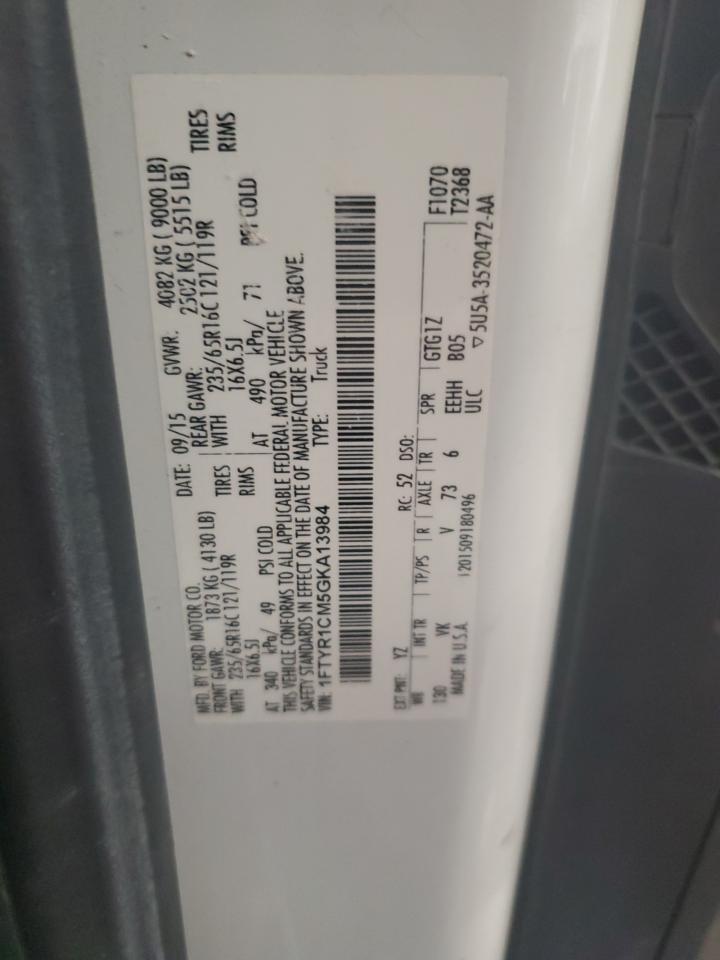 MFD. BY FORD MOTOR CO.
DATE: 09/15 GVWR: 4082 KG ( 9000 LB)
FRONT GAWR: 1873 KG ( 4130 LB) REAR GAWR: 2502 KG ( 5515 LB)
WITH 235/65R16C 121/119R TIRES WITH 235/65R16C 121/119R TIRES
16X6.5J RIMS 16X6.5J RIMS
AT 340 kPa/ 49 PSI COLD AT 490 kPa/ 71 PSI COLD
THIS VEHICLE CONFORMS TO ALL APPLICABLE FEDERAL MOTOR VEHICLE
SAFETY STANDARDS IN EFFECT ON THE DATE OF MANUFACTURE SHOWN ABOVE.
VIN: 1FTYR1CM5GKA13984 TYPE: Truck
EXT PNT: YZ RC: 52 DSO: F1070
WB INT TR TP/PS R AXLE TR SPR GTG1Z T2368
130 VK V 73 6 EEHH B05
MADE IN U.S.A. ULC ▽5U5A-3520472-AA
1201509180496